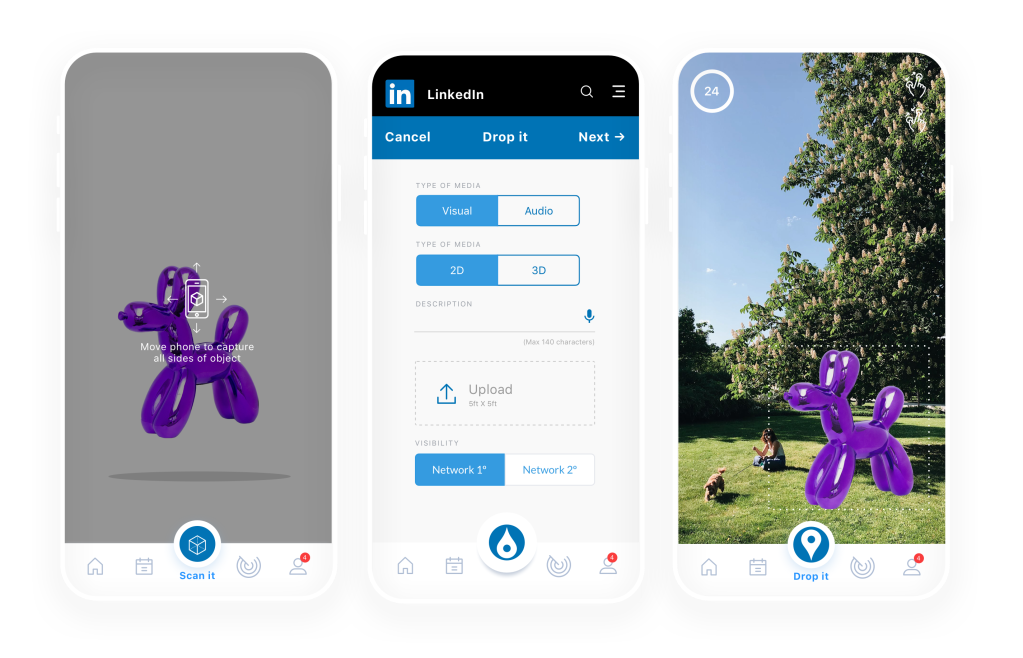 Move phone to capture
all sides of object
4
Scan it
in LinkedIn
Cancel Drop it Next →
TYPE OF MEDIA
Visual Audio
TYPE OF MEDIA
2D 3D
DESCRIPTION
(Max 140 characters)
Upload
5ft X 5ft
VISIBILITY
Network 1° Network 2°
4
24
4
Drop it